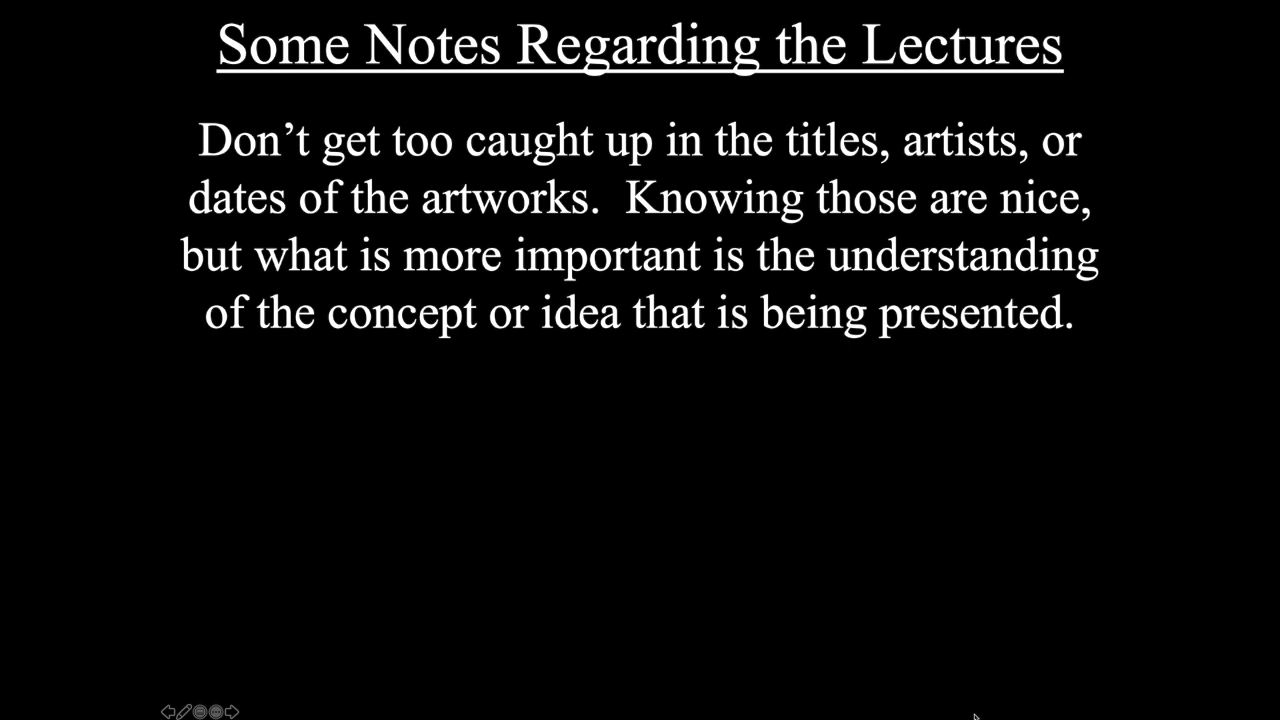 Some Notes Regarding the Lectures
Don’t get too caught up in the titles, artists, or
dates of the artworks.  Knowing those are nice,
but what is more important is the understanding
of the concept or idea that is being presented.